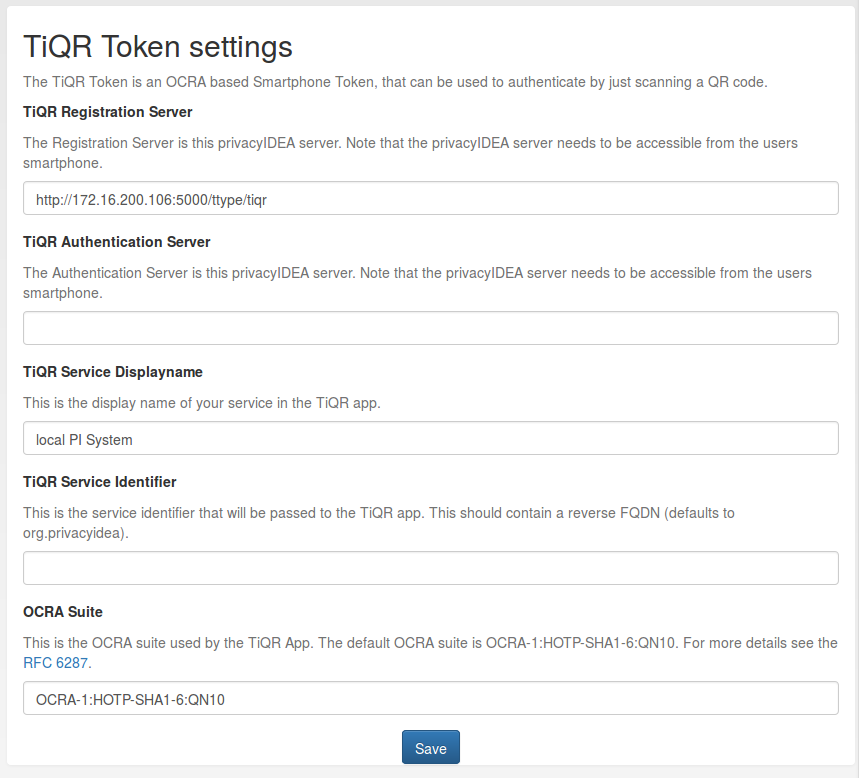 TiQR Token settings
The TiQR Token is an OCRA based Smartphone Token, that can be used to authenticate by just scanning a QR code.
TiQR Registration Server
The Registration Server is this privacyIDEA server. Note that the privacyIDEA server needs to be accessible from the users
smartphone.
http://172.16.200.106:5000/ttype/tiqr
TiQR Authentication Server
The Authentication Server is this privacyIDEA server. Note that the privacyIDEA server needs to be accessible from the users
smartphone.
TiQR Service Displayname
This is the display name of your service in the TiQR app.
local PI System
TiQR Service Identifier
This is the service identifier that will be passed to the TiQR app. This should contain a reverse FQDN (defaults to
org.privacyidea).
OCRA Suite
This is the OCRA suite used by the TiQR App. The default OCRA suite is OCRA-1:HOTP-SHA1-6:QN10. For more details see the
RFC 6287.
OCRA-1:HOTP-SHA1-6:QN10
Save